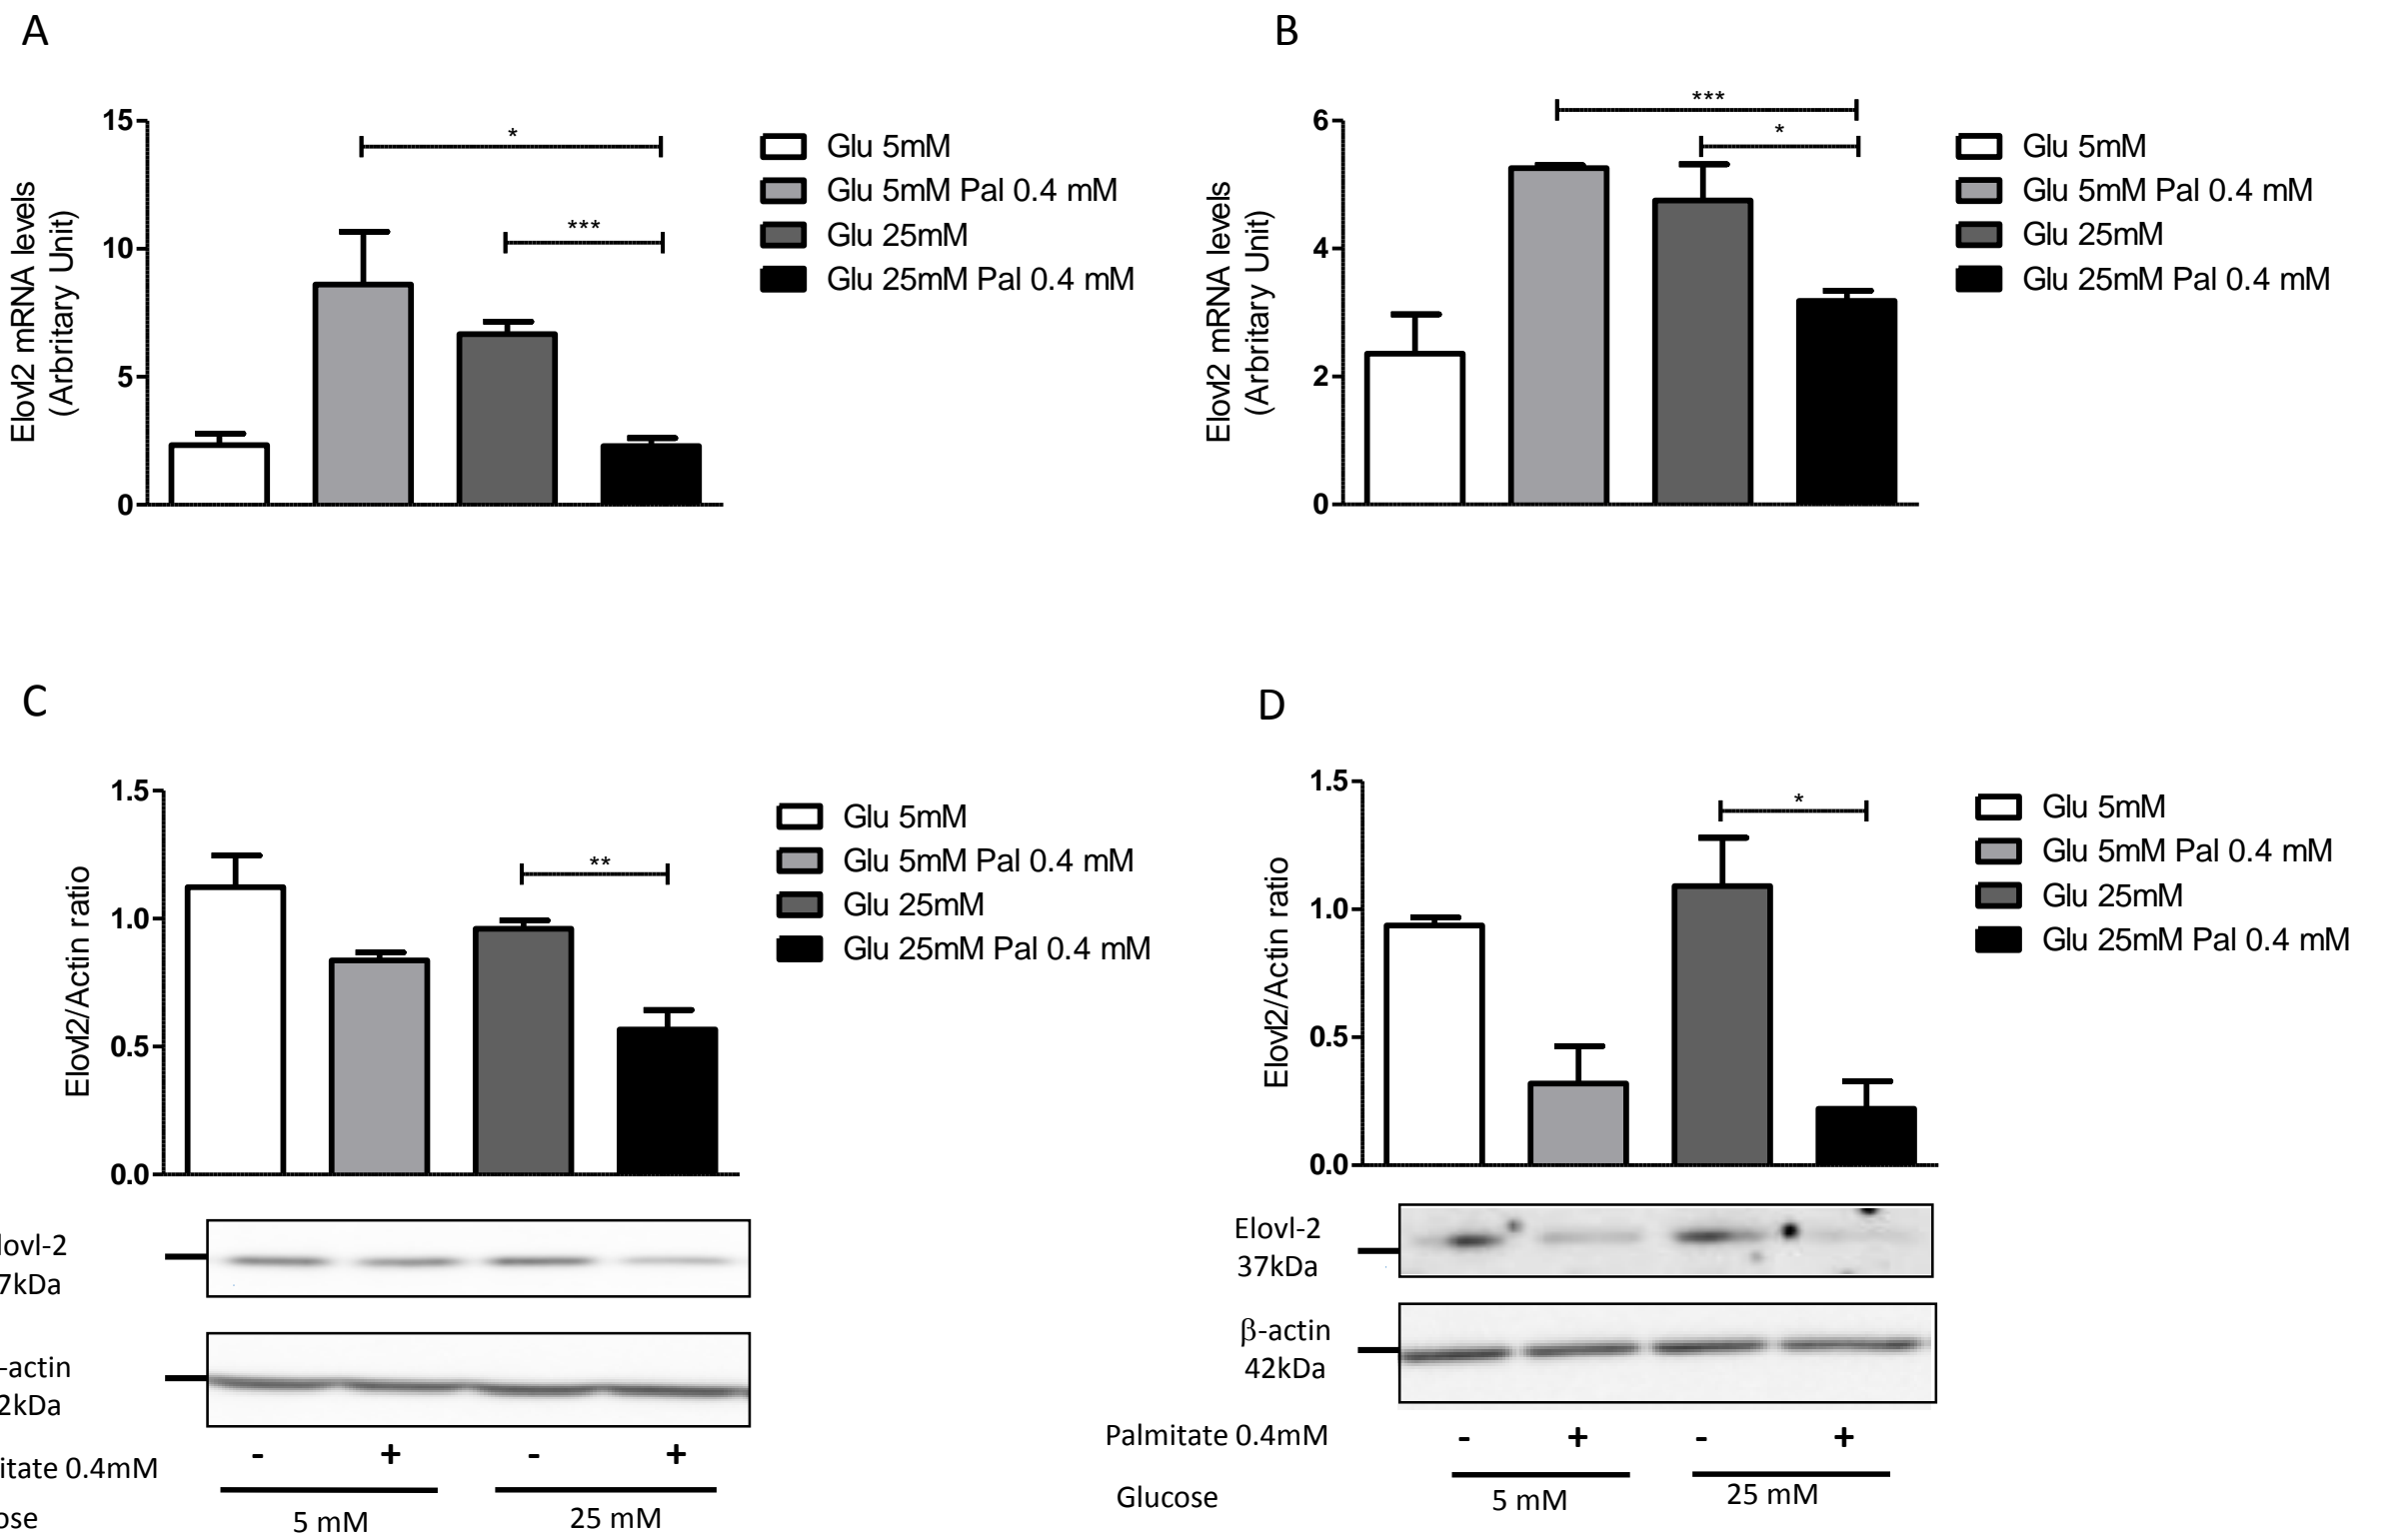 A
15
10
5
0
Elovl2 mRNA levels
(Arbritary Unit)
*
***
Glu 5mM
Glu 5mM Pal 0.4 mM
Glu 25mM
Glu 25mM Pal 0.4 mM
B
6
4
2
0
Elovl2 mRNA levels
(Arbritary Unit)
***
*
Glu 5mM
Glu 5mM Pal 0.4 mM
Glu 25mM
Glu 25mM Pal 0.4 mM
C
1.5
1.0
0.5
0.0
Elovl2/Actin ratio
**
Glu 5mM
Glu 5mM Pal 0.4 mM
Glu 25mM
Glu 25mM Pal 0.4 mM
lovl-2
7kDa
-actin
2kDa
itate 0.4mM
- + - +
ose
5 mM 25 mM
D
1.5
1.0
0.5
0.0
Elovl2/Actin ratio
*
Glu 5mM
Glu 5mM Pal 0.4 mM
Glu 25mM
Glu 25mM Pal 0.4 mM
Elovl-2
37kDa
β-actin
42kDa
Palmitate 0.4mM - + - +
Glucose 5 mM 25 mM